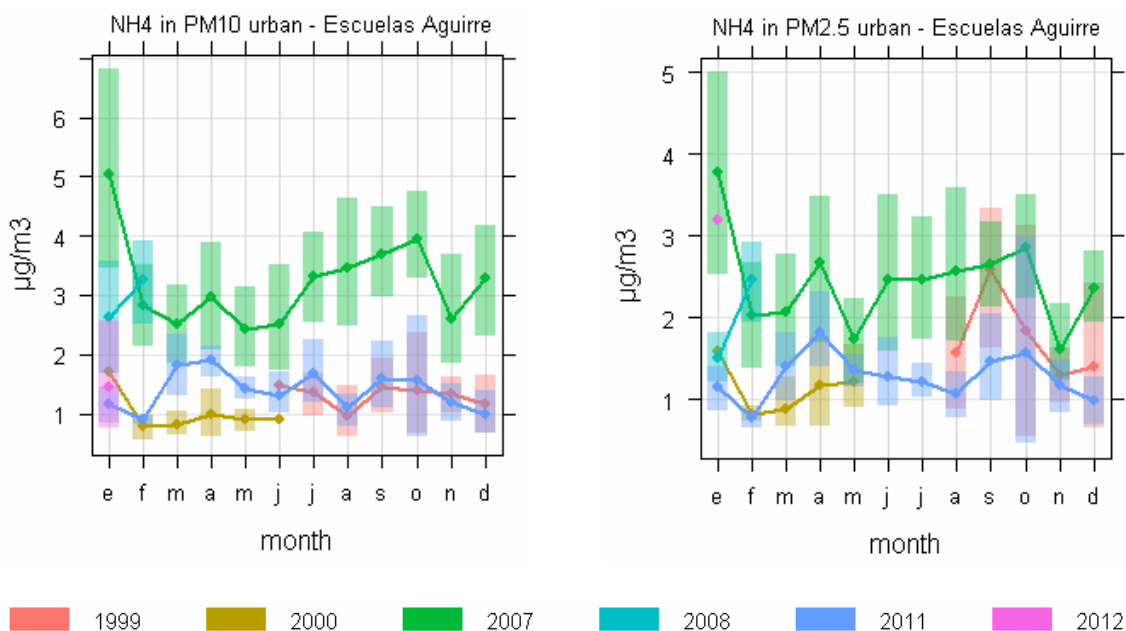 NH4 in PM10 urban - Escuelas Aguirre
µg/m3
6
5
4
3
2
1
e f m a m j j a s o n d
month
NH4 in PM2.5 urban - Escuelas Aguirre
µg/m3
5
4
3
2
1
e f m a m j j a s o n d
month
1999 2000 2007 2008 2011 2012